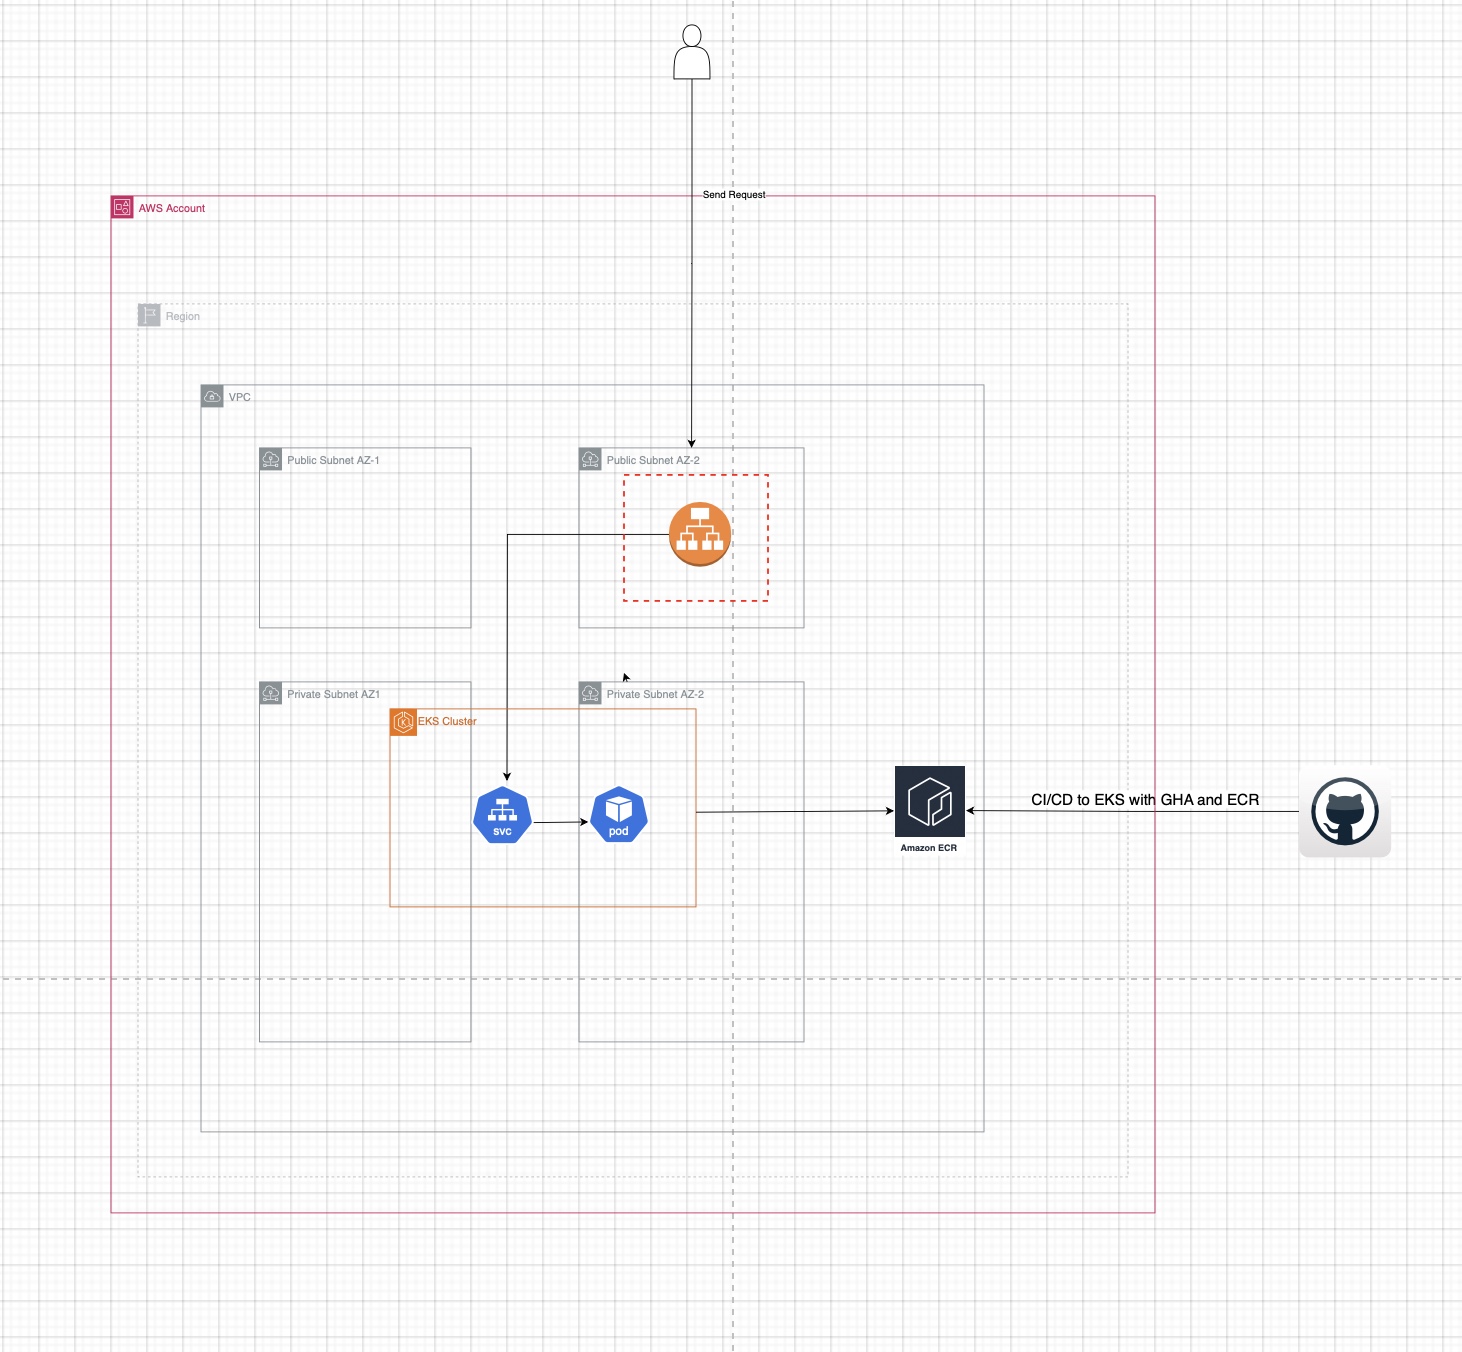 Send Request
AWS Account
Region
VPC
Public Subnet AZ-1
Public Subnet AZ-2
Private Subnet AZ1
Private Subnet AZ-2
EKS Cluster
svc
pod
CI/CD to EKS with GHA and ECR
Amazon ECR